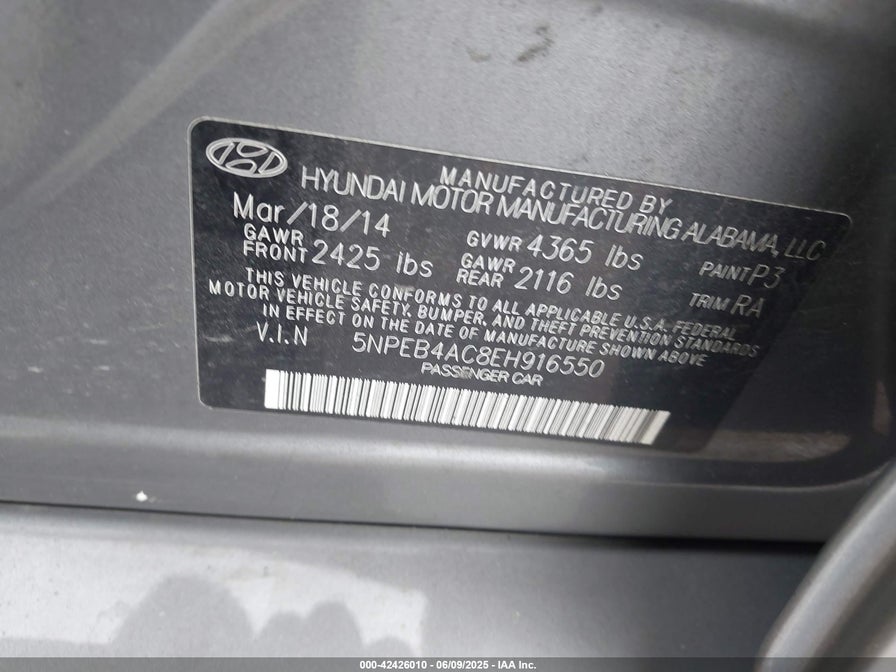 MANUFACTURED BY
HYUNDAI MOTOR MANUFACTURING ALABAMA, LLC
Mar/18/14 GVWR 4365 lbs PAINT P3
GAWR FRONT 2425 lbs GAWR REAR 2116 lbs TRIM RA
THIS VEHICLE CONFORMS TO ALL APPLICABLE U.S.A. FEDERAL
MOTOR VEHICLE SAFETY, BUMPER, AND THEFT PREVENTION STANDARDS
IN EFFECT ON THE DATE OF MANUFACTURE SHOWN ABOVE
V.I.N 5NPEB4AC8EH916550
PASSENGER CAR
000-42426010 - 06/09/2025 - IAA Inc.